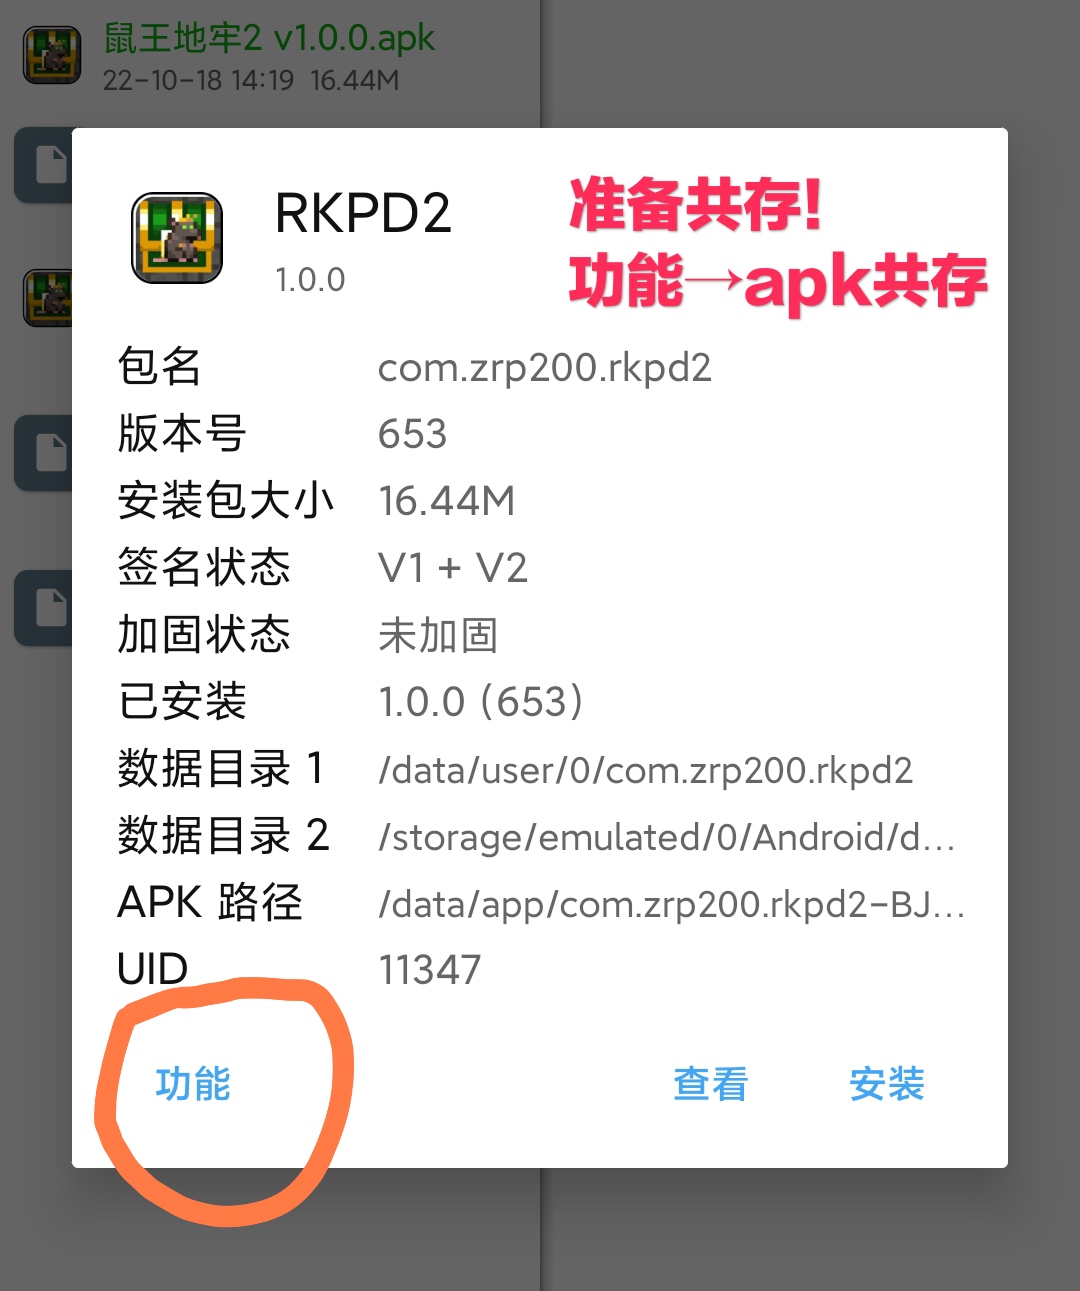 鼠王地牢2 v1.0.0.apk
22-10-18 14:19 16.44M
RKPD2
1.0.0
准备共存!
功能→apk共存
包名 com.zrp200.rkpd2
版本号 653
安装包大小 16.44M
签名状态 V1 + V2
加固状态 未加固
已安装 1.0.0 (653)
数据目录 1 /data/user/0/com.zrp200.rkpd2
数据目录 2 /storage/emulated/0/Android/d...
APK 路径 /data/app/com.zrp200.rkpd2-BJ...
UID 11347
功能 查看 安装